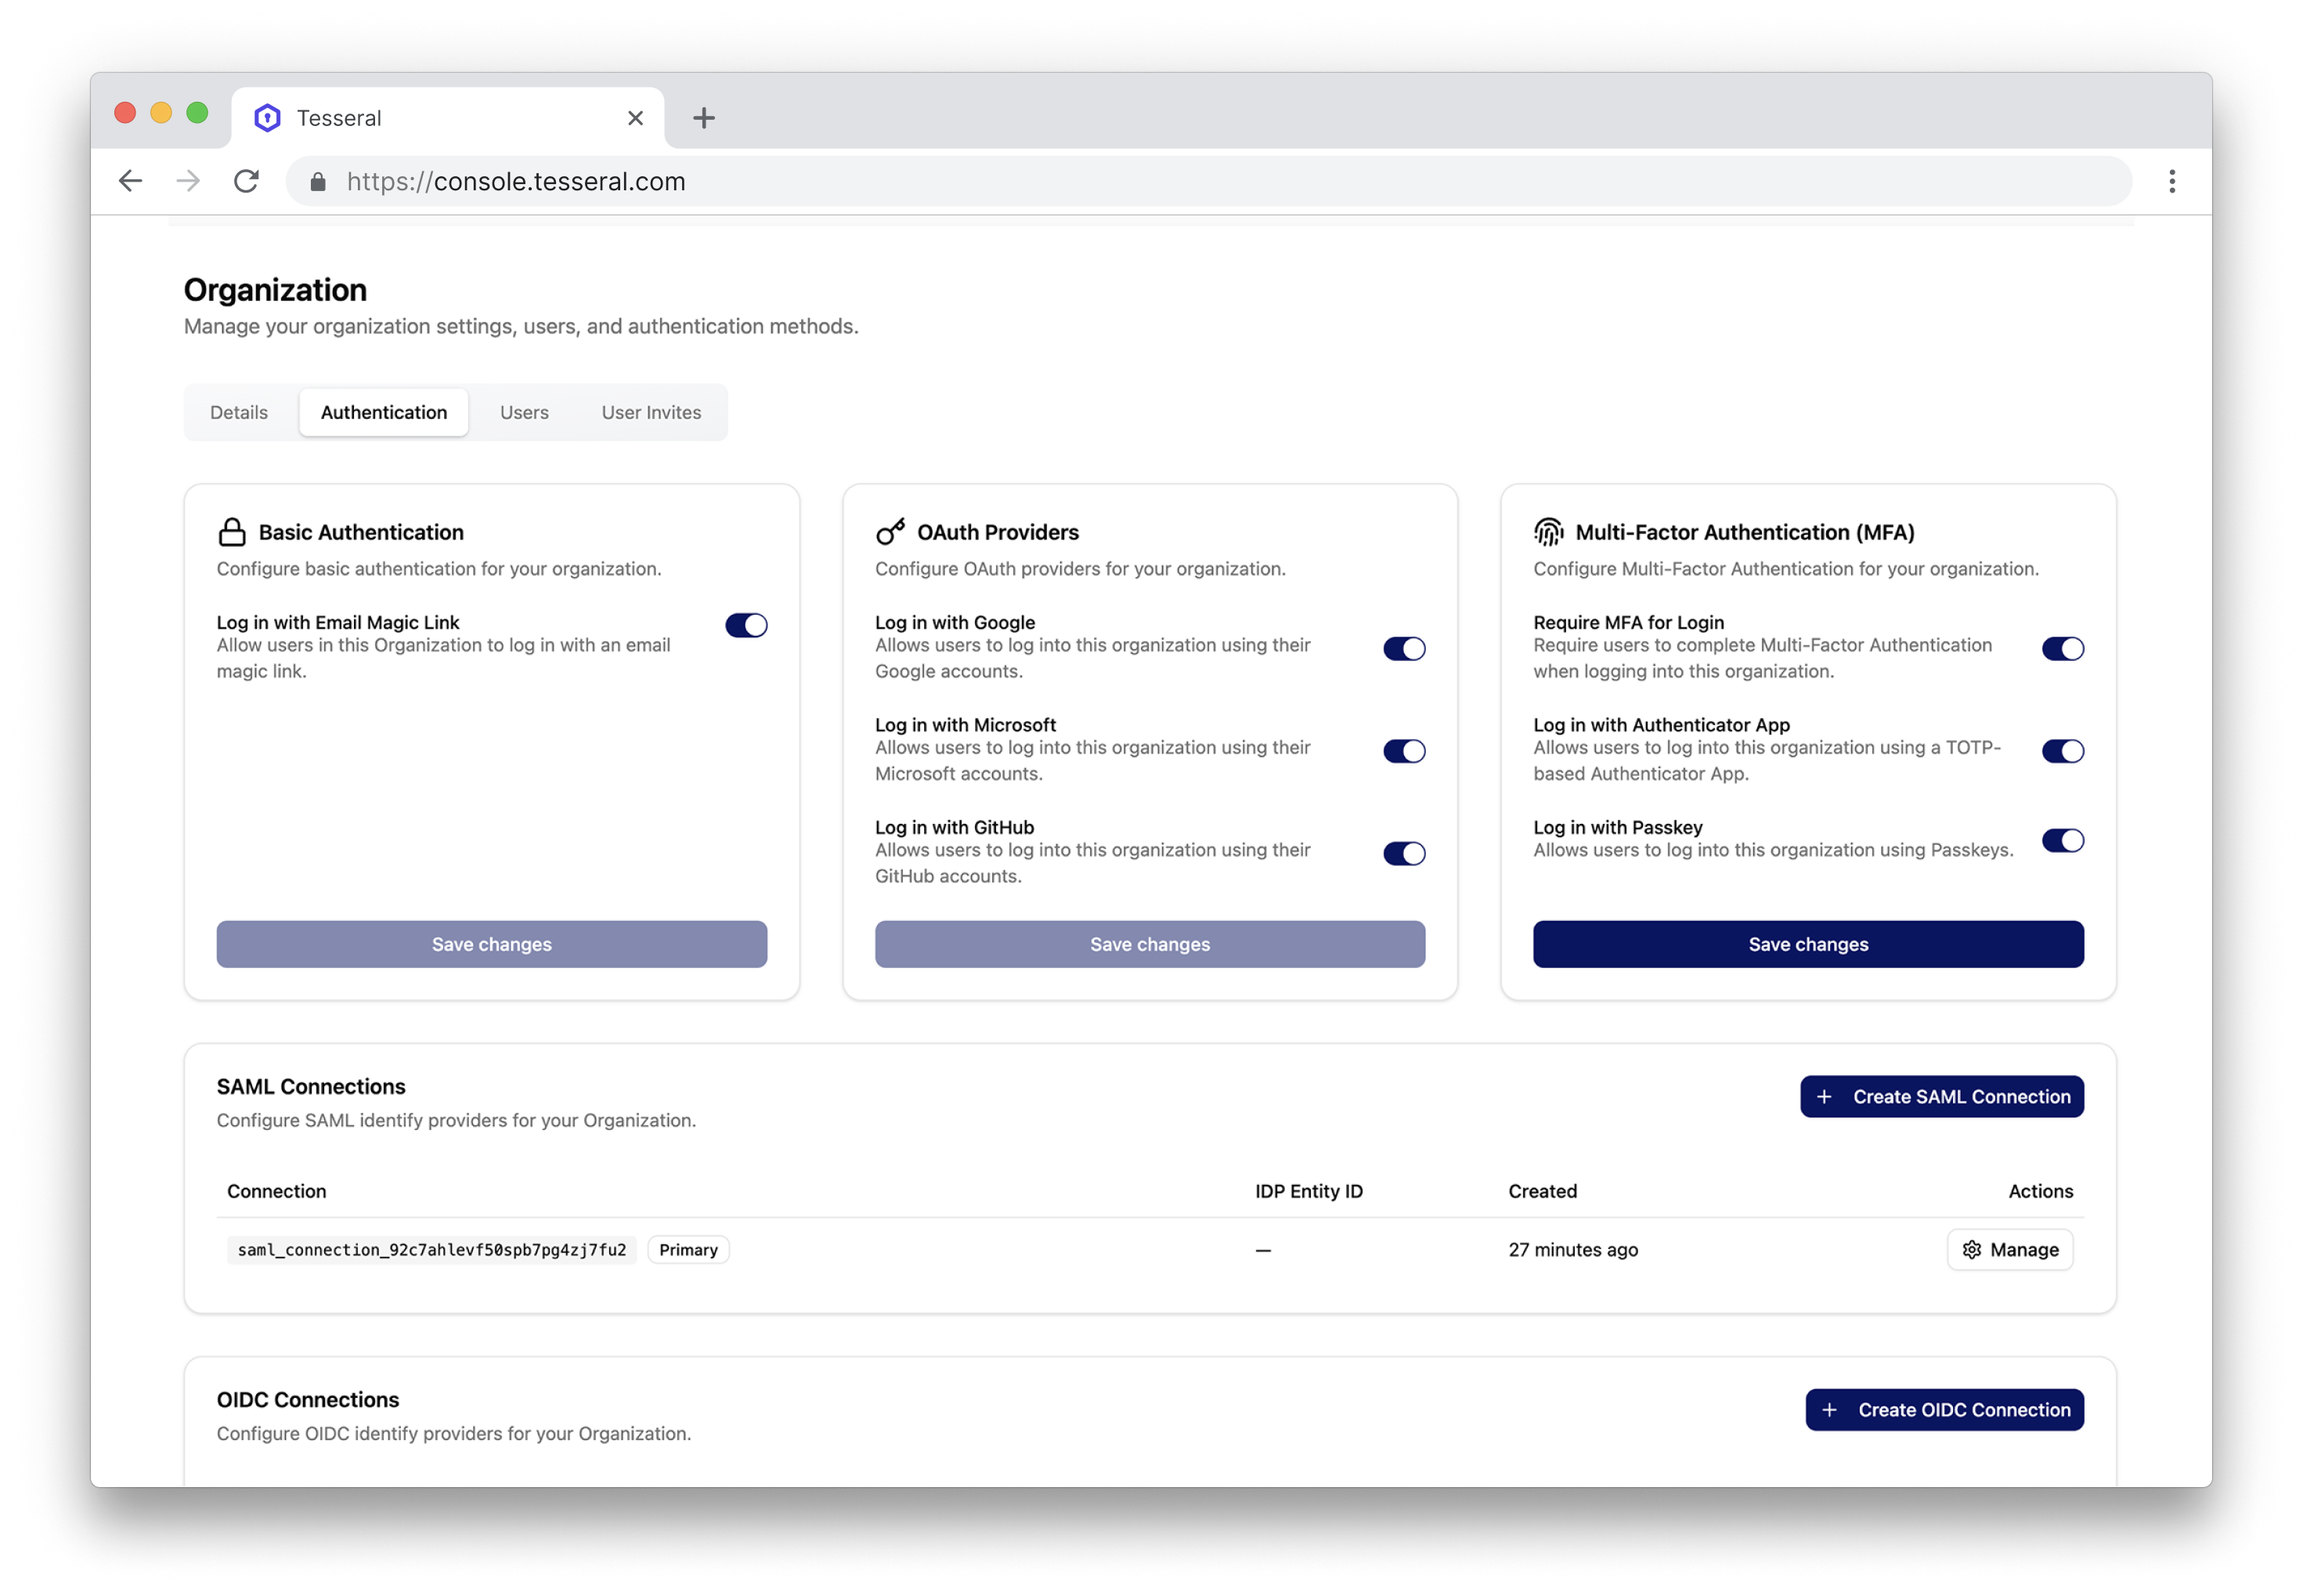 Tesseral
https://console.tesseral.com
Organization
Manage your organization settings, users, and authentication methods.
Details Authentication Users User Invites
Basic Authentication
Configure basic authentication for your organization.
Log in with Email Magic Link
Allow users in this Organization to log in with an email
magic link.
Save changes
OAuth Providers
Configure OAuth providers for your organization.
Log in with Google
Allows users to log into this organization using their
Google accounts.
Log in with Microsoft
Allows users to log into this organization using their
Microsoft accounts.
Log in with GitHub
Allows users to log into this organization using their
GitHub accounts.
Save changes
Multi-Factor Authentication (MFA)
Configure Multi-Factor Authentication for your organization.
Require MFA for Login
Require users to complete Multi-Factor Authentication
when logging into this organization.
Log in with Authenticator App
Allows users to log into this organization using a TOTP-
based Authenticator App.
Log in with Passkey
Allows users to log into this organization using Passkeys.
Save changes
SAML Connections
Configure SAML identify providers for your Organization.
+ Create SAML Connection
Connection IDP Entity ID Created Actions
saml_connection_92c7ahlevf50spb7pg4zj7fu2 Primary — 27 minutes ago Manage
OIDC Connections
Configure OIDC identify providers for your Organization.
+ Create OIDC Connection